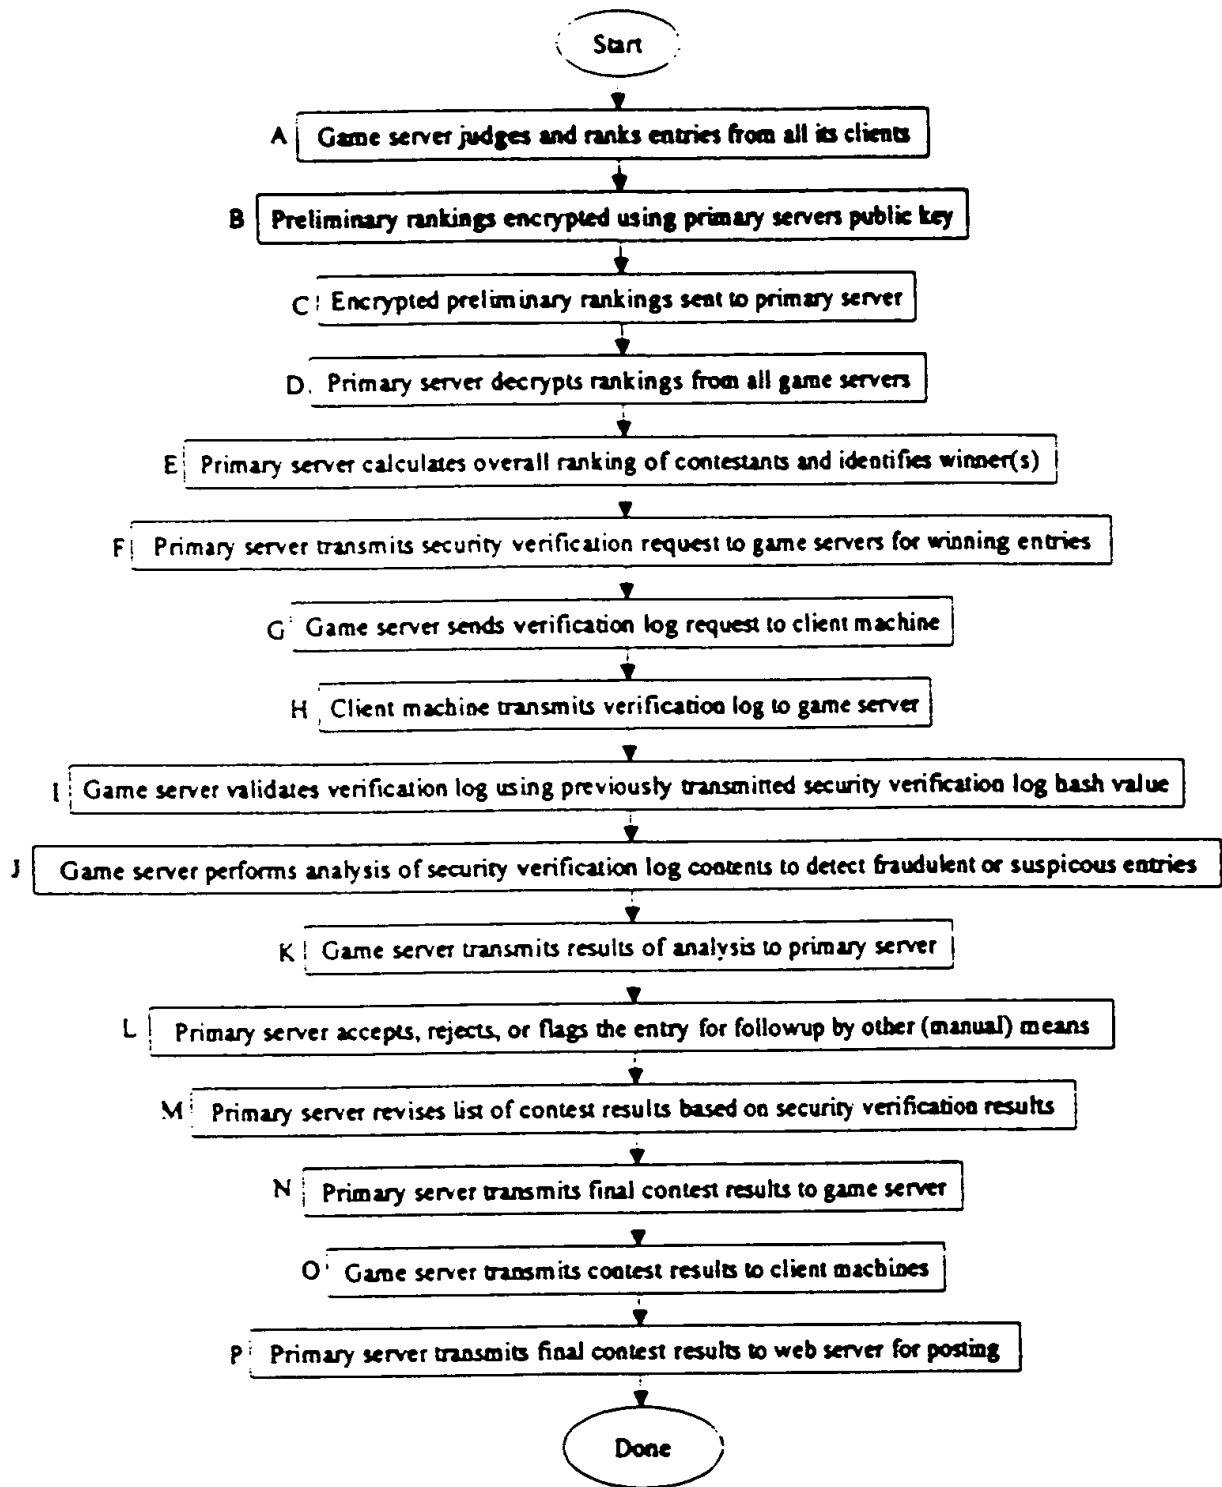 Start
A Game server judges and ranks entries from all its clients
B Preliminary rankings encrypted using primary servers public key
C Encrypted preliminary rankings sent to primary server
D Primary server decrypts rankings from all game servers
E Primary server calculates overall ranking of contestants and identifies winner(s)
F Primary server transmits security verification request to game servers for winning entries
G Game server sends verification log request to client machine
H Client machine transmits verification log to game server
I Game server validates verification log using previously transmitted security verification log hash value
J Game server performs analysis of security verification log contents to detect fraudulent or suspicous entries
K Game server transmits results of analysis to primary server
L Primary server accepts, rejects, or flags the entry for followup by other (manual) means
M Primary server revises list of contest results based on security verification results
N Primary server transmits final contest results to game server
O Game server transmits contest results to client machines
P Primary server transmits final contest results to web server for posting
Done